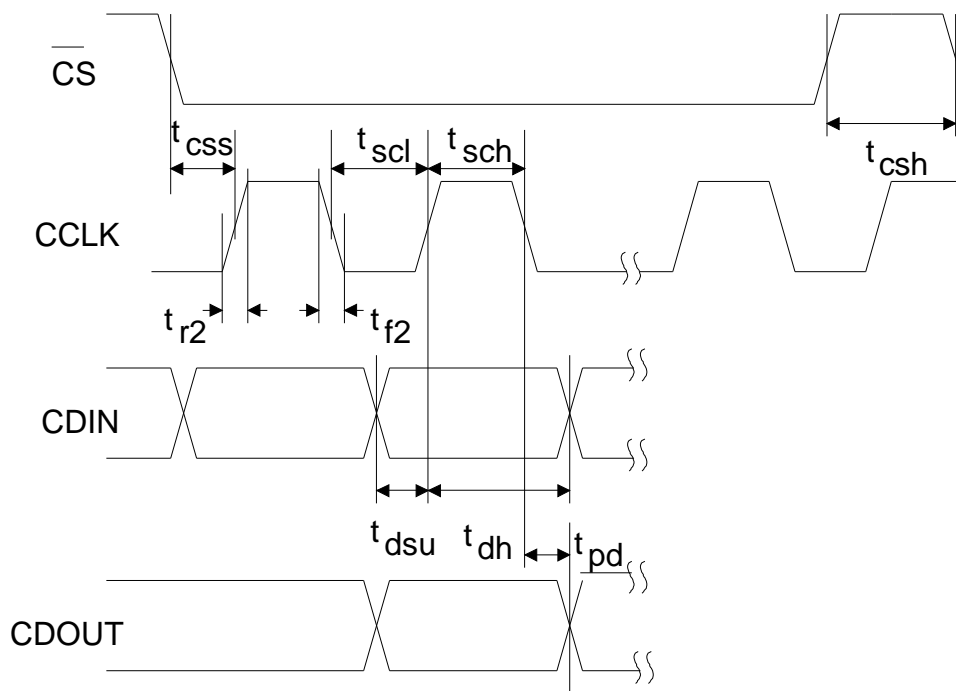 CS
t css
t scl
t sch
t csh
CCLK
t r2
t f2
CDIN
t dsu
t dh
t pd
CDOUT